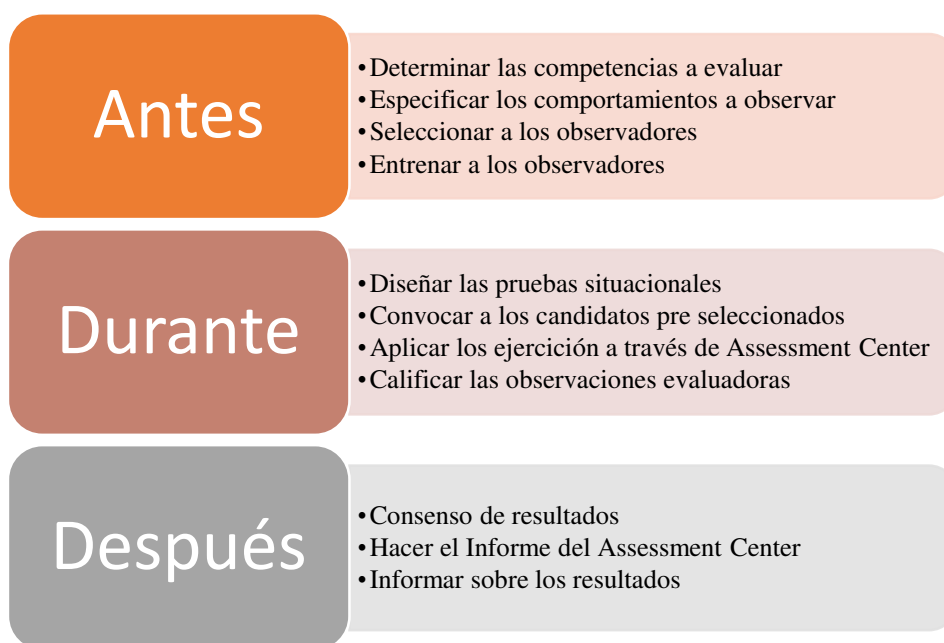 Antes
•Determinar las competencias a evaluar
•Especificar los comportamientos a observar
•Seleccionar a los observadores
•Entrenar a los observadores
Durante
•Diseñar las pruebas situacionales
•Convocar a los candidatos pre seleccionados
•Aplicar los ejercición a través de Assessment Center
•Calificar las observaciones evaluadoras
Después
•Consenso de resultados
•Hacer el Informe del Assessment Center
•Informar sobre los resultados